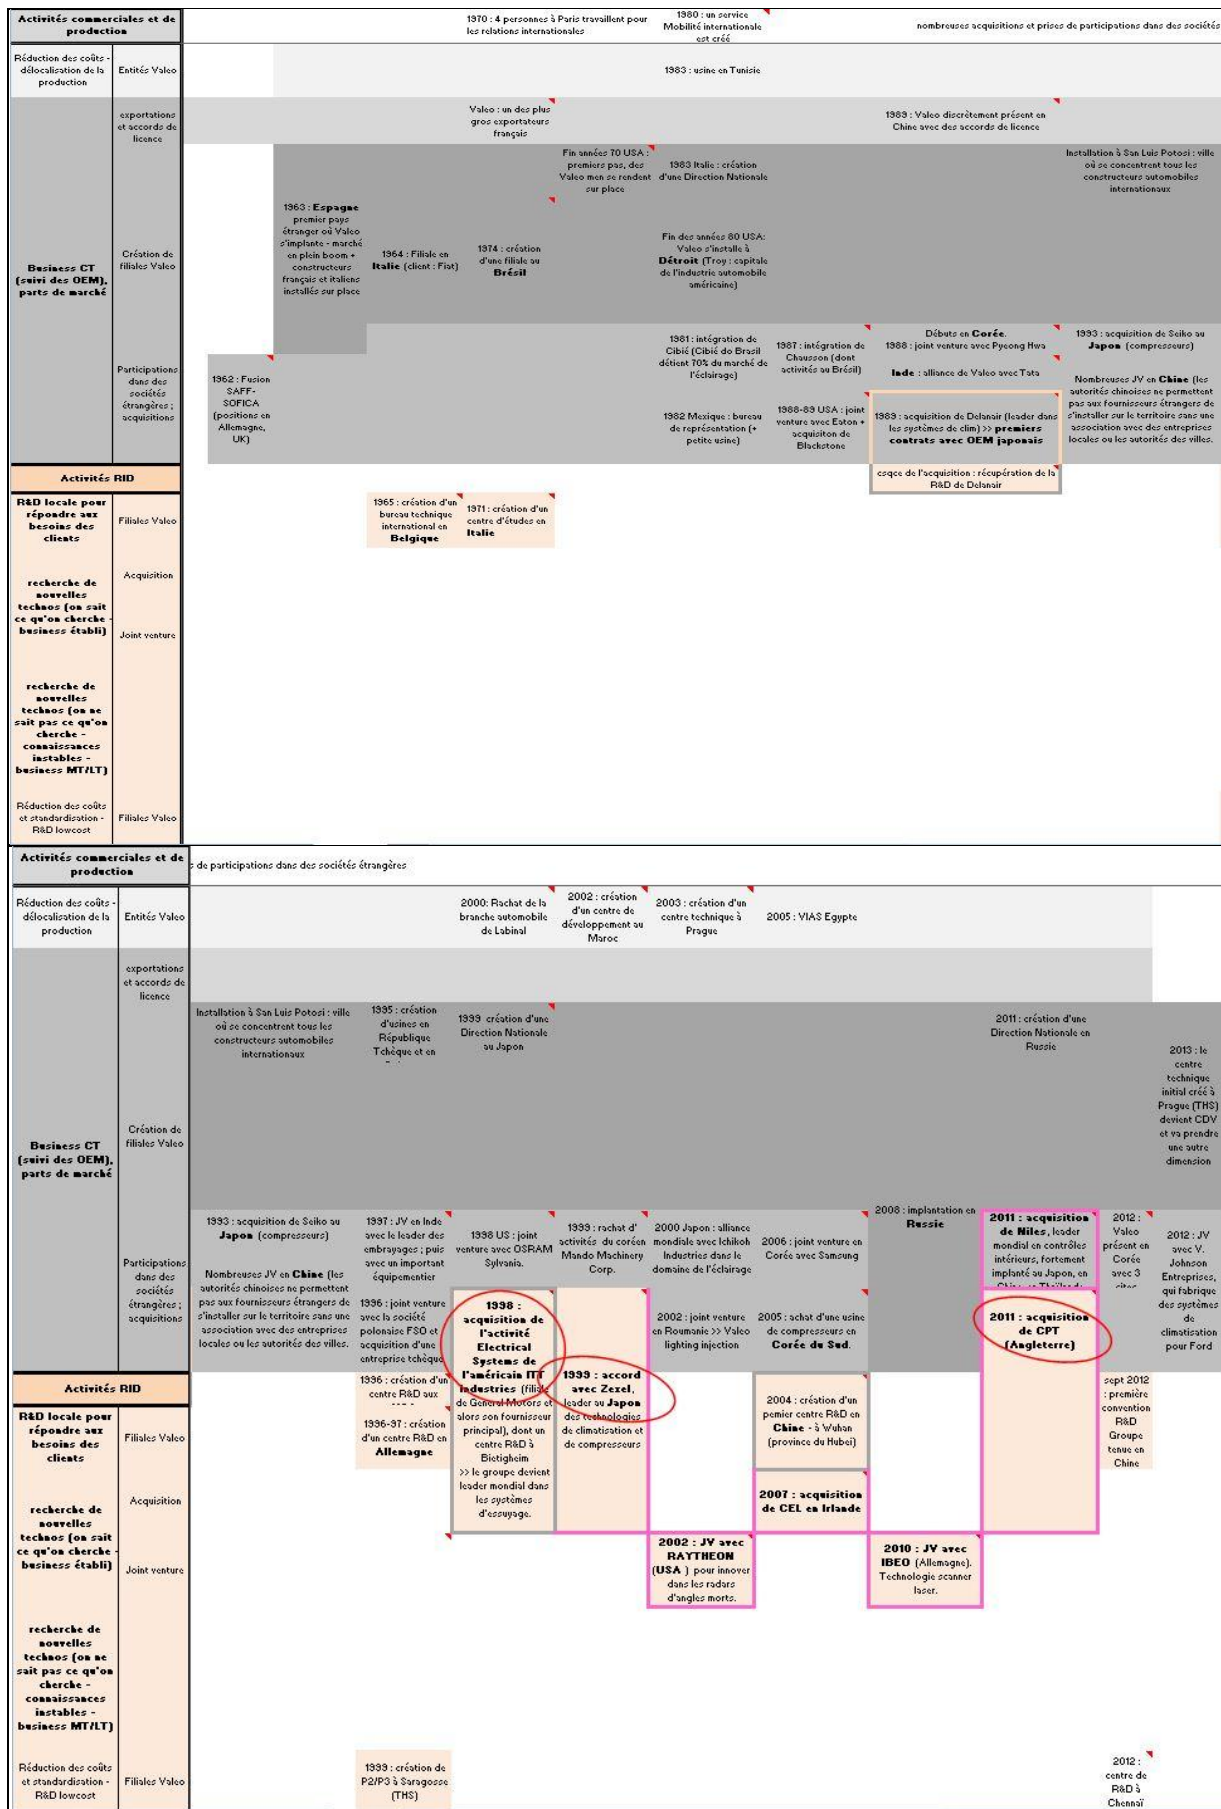 Activités commerciales et de
production
1970 : 4 personnes à Paris travaillent pour
les relations internationales
1980 : un service
Mobilité internationale
est créé
nombreuses acquisitions et prises de participations dans des sociétés
Réduction des coûts -
délocalisation de la
production
Entités Valeo
1983 : usine en Tunisie
exportations
et accords de
licence
Valeo : un des plus
gros exportateurs
français
1989 : Valeo discrètement présent en
Chine avec des accords de licence
Business CT
(suivi des OEM),
parts de marché
Création de
filiales Valeo
1963 : Espagne
premier pays
étranger où Valeo
s'implante - marché
en plein boom +
constructeurs
français et italiens
installés sur place
1964 : Filiale en
Italie (client : Fiat)
1974 : création
d'une filiale au
Brésil
Fin années 70 USA :
premiers pas, des
Valeo men se rendent
sur place
1983 Italie : création
d'une Direction Nationale
Fin des années 80 USA:
Valeo s'installe à
Détroit (Troy : capitale
de l'industrie automobile
américaine)
Installation à San Luis Potosi : ville
où se concentrent tous les
constructeurs automobiles
internationaux
Participations
dans des
sociétés
étrangères ;
acquisitions
1962 : Fusion
SAFF-
SOFICA
(positions en
Allemagne,
UK)
1981 : intégration de
Cibié (Cibié do Brasil
détient 70% du marché de
l'éclairage)
1982 Mexique : bureau
de représentation (+
petite usine)
1987 : intégration de
Chausson (dont
activités au Brésil)
1988-89 USA : joint
venture avec Eaton +
acquisiton de
Blackstone
Débuts en Corée.
1988 : joint venture avec Pyeong Hwa
Inde : alliance de Valeo avec Tata
1989 : acquisition de Delanair (leader dans
les systèmes de clim) >> premiers
contrats avec OEM japonais
1993 : acquisition de Seiko au
Japon (compresseurs)
Nombreuses JV en Chine (les
autorités chinoises ne permettent
pas aux fournisseurs étrangers de
s'installer sur le territoire sans une
association avec des entreprises
locales ou les autorités des villes.
Activités RID
csqce de l'acquisition : récupération de la
R&D de Delanair
R&D locale pour
répondre aux
besoins des
clients
Filiales Valeo
1965 : création d'un
bureau technique
international en
Belgique
1971 : création d'un
centre d'études en
Italie
recherche de
nouvelles
technos (on sait
ce qu'on cherche -
business établi)
Acquisition
Joint venture
recherche de
nouvelles
technos (on ne
sait pas ce qu'on
cherche -
connaissances
instables -
business MT/LT)
Réduction des coûts
et standardisation -
R&D lowcost
Filiales Valeo
Activités commerciales et de
production
s de participations dans des sociétés étrangères
Réduction des coûts -
délocalisation de la
production
Entités Valeo
2000: Rachat de la
branche automobile
de Labinal
2002 : création
d'un centre de
développement au
Maroc
2003 : création d'un
centre technique à
Prague
2005 : VIAS Egypte
exportations
et accords de
licence
Business CT
(suivi des OEM),
parts de marché
Création de
filiales Valeo
Installation à San Luis Potosi : ville
où se concentrent tous les
constructeurs automobiles
internationaux
1995 : création
d'usines en
République
Tchèque et en
1999 création d'une
Direction Nationale
au Japon
2011 : création d'une
Direction Nationale en
Russie
2013 : le
centre
technique
initial créé à
Prague (THS)
devient CDV
et va prendre
une autre
dimension
Participations
dans des
sociétés
étrangères ;
acquisitions
1993 : acquisition de Seiko au
Japon (compresseurs)
Nombreuses JV en Chine (les
autorités chinoises ne permettent
pas aux fournisseurs étrangers de
s'installer sur le territoire sans une
association avec des entreprises
locales ou les autorités des villes.
1997 : JV en Inde
avec le leader des
embrayages ; puis
avec un important
équipementier
1996 : joint venture
avec la société
polonaise FSO et
acquisition d'une
entreprise tchèque
1998 US : joint
venture avec OSRAM
Sylvania.
1998 :
acquisition de
l'activité
Electrical
Systems de
l'américain ITT
Industries (filiale
de General Motors et
alors son fournisseur
principal), dont un
centre R&D à
Bietigheim
>> le groupe devient
leader mondial dans
les systèmes
d'essuyage.
1999 : rachat d'
activités du coréen
Mando Machinery
Corp.
1999 : accord
avec Zexel,
leader au Japon
des technologies
de climatisation et
de compresseurs
2000 Japon : alliance
mondiale avec Ichikoh
Industries dans le
domaine de l'éclairage
2002 : joint venture
en Roumanie >> Valeo
lighting injection
2006 : joint venture en
Corée avec Samsung
2005 : achat d'une usine
de compresseurs en
Corée du Sud.
2008 : implantation en
Russie
2011 : acquisition
de Niles, leader
mondial en contrôles
intérieurs, fortement
implanté au Japon, en
2011 : acquisition
de CPT
(Angleterre)
2012 :
Valeo
présent en
Corée
avec 3
sites
2012 : JV
avec V.
Johnson
Entreprises,
qui fabrique
des systèmes
de
climatisation
pour Ford
Activités RID
R&D locale pour
répondre aux
besoins des
clients
Filiales Valeo
1996 : création d'un
centre R&D aux
1996-97 : création
d'un centre R&D en
Allemagne
2004 : création d'un
pemier centre R&D en
Chine - à Wuhan
(province du Hubei)
sept 2012
: première
convention
R&D
Groupe
tenue en
Chine
recherche de
nouvelles
technos (on sait
ce qu'on cherche -
business établi)
Acquisition
2007 : acquisition
de CEL en Irlande
Joint venture
2002 : JV avec
RAYTHEON
(USA ) pour innover
dans les radars
d'angles morts.
2010 : JV avec
IBEO (Allemagne).
Technologie scanner
laser.
recherche de
nouvelles
technos (on ne
sait pas ce qu'on
cherche -
connaissances
instables -
business MT/LT)
Réduction des coûts
et standardisation -
R&D lowcost
Filiales Valeo
1999 : création de
P2/P3 à Saragosse
(THS)
2012 :
centre de
R&D à
Chennaï